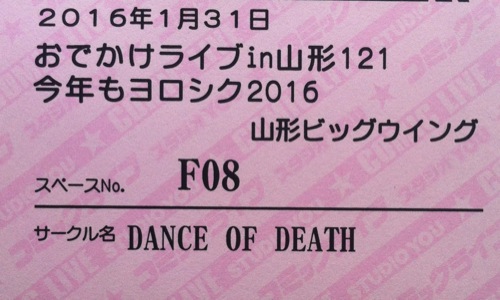 2016年1月31日
おでかけライブin山形121
今年もヨロシク2016
山形ビッグウイング
スペースNo. F08
サークル名 DANCE OF DEATH